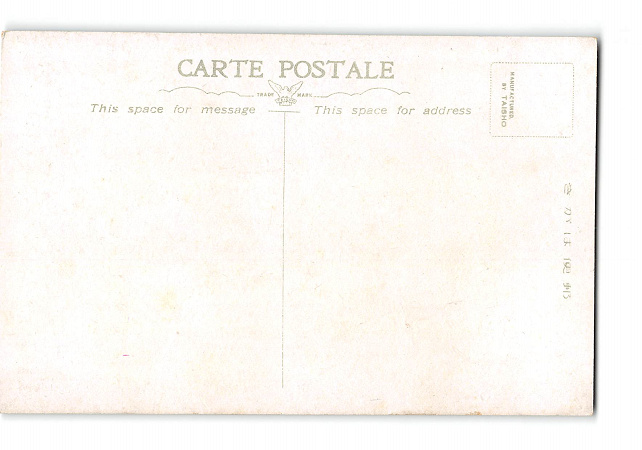 CARTE POSTALE
TRADE MARK
This space for message
This space for address
MANUFACTURED
BY TAISHO